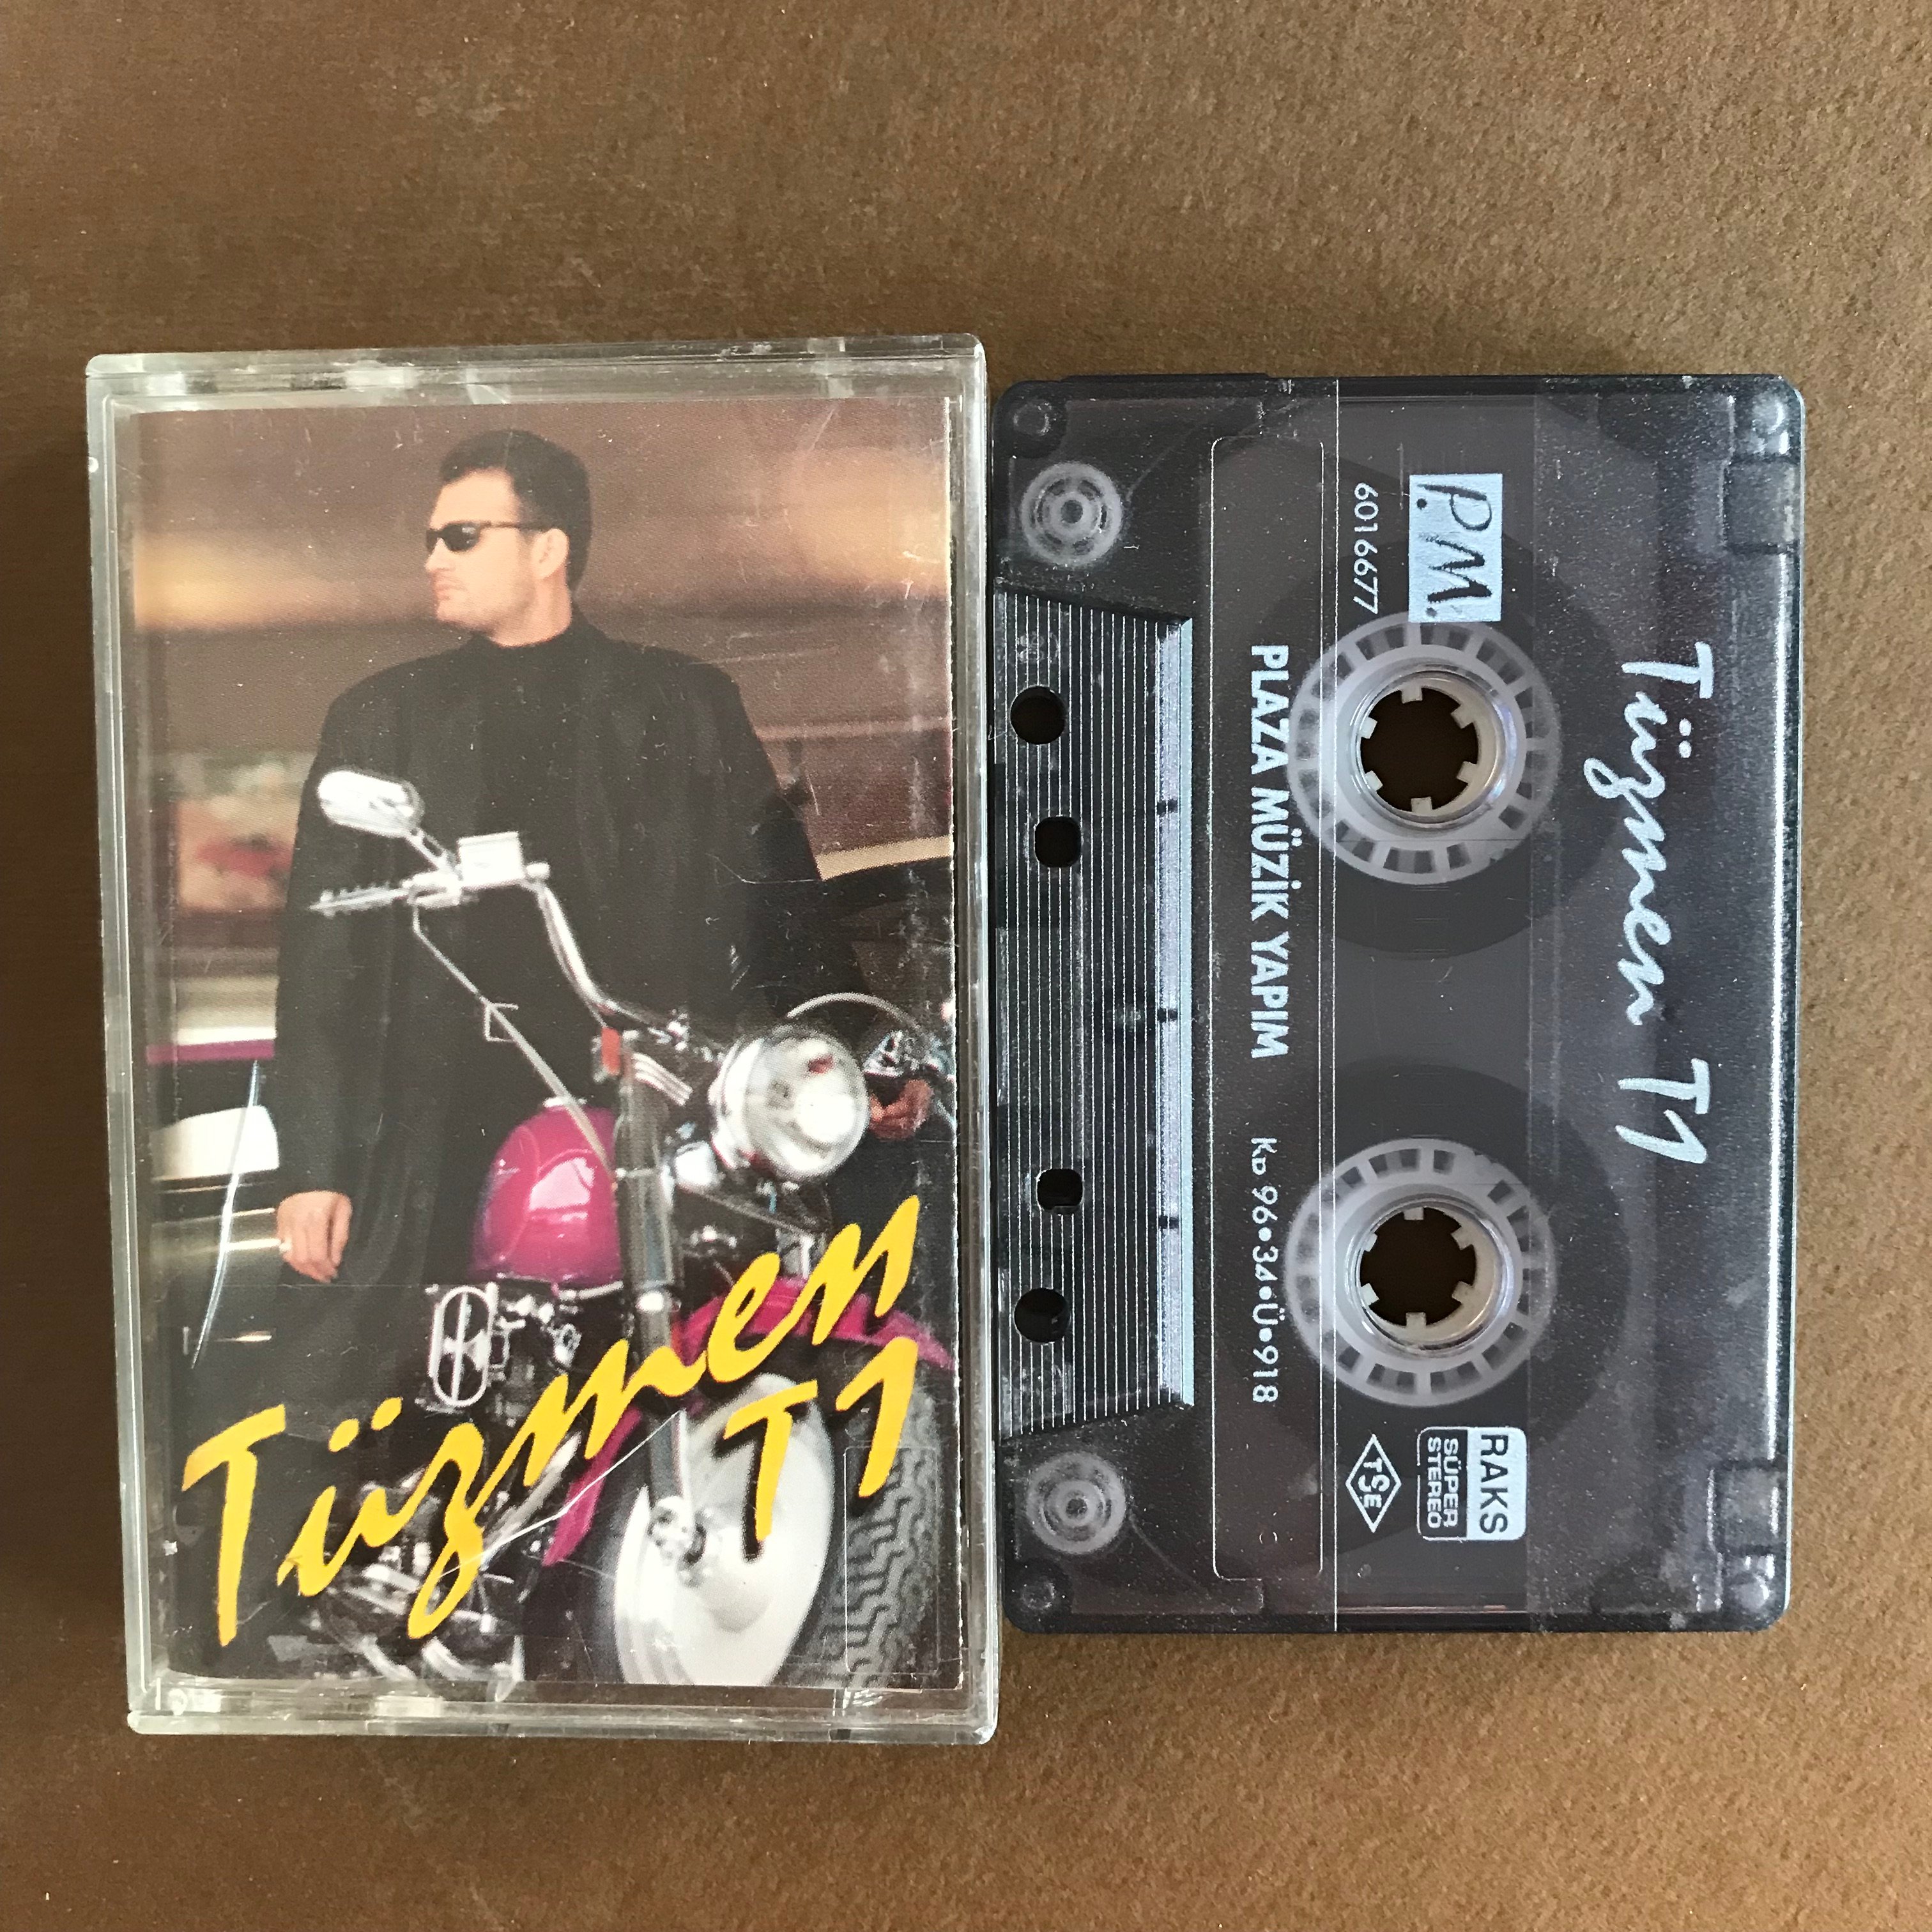 Tüzmen
T1
Tüzmen T1
P.M.
6016677
PLAZA MÜZİK YAPIM
KB 96•34•Ü•918
RAKS
SÜPER
STEREO
TSE